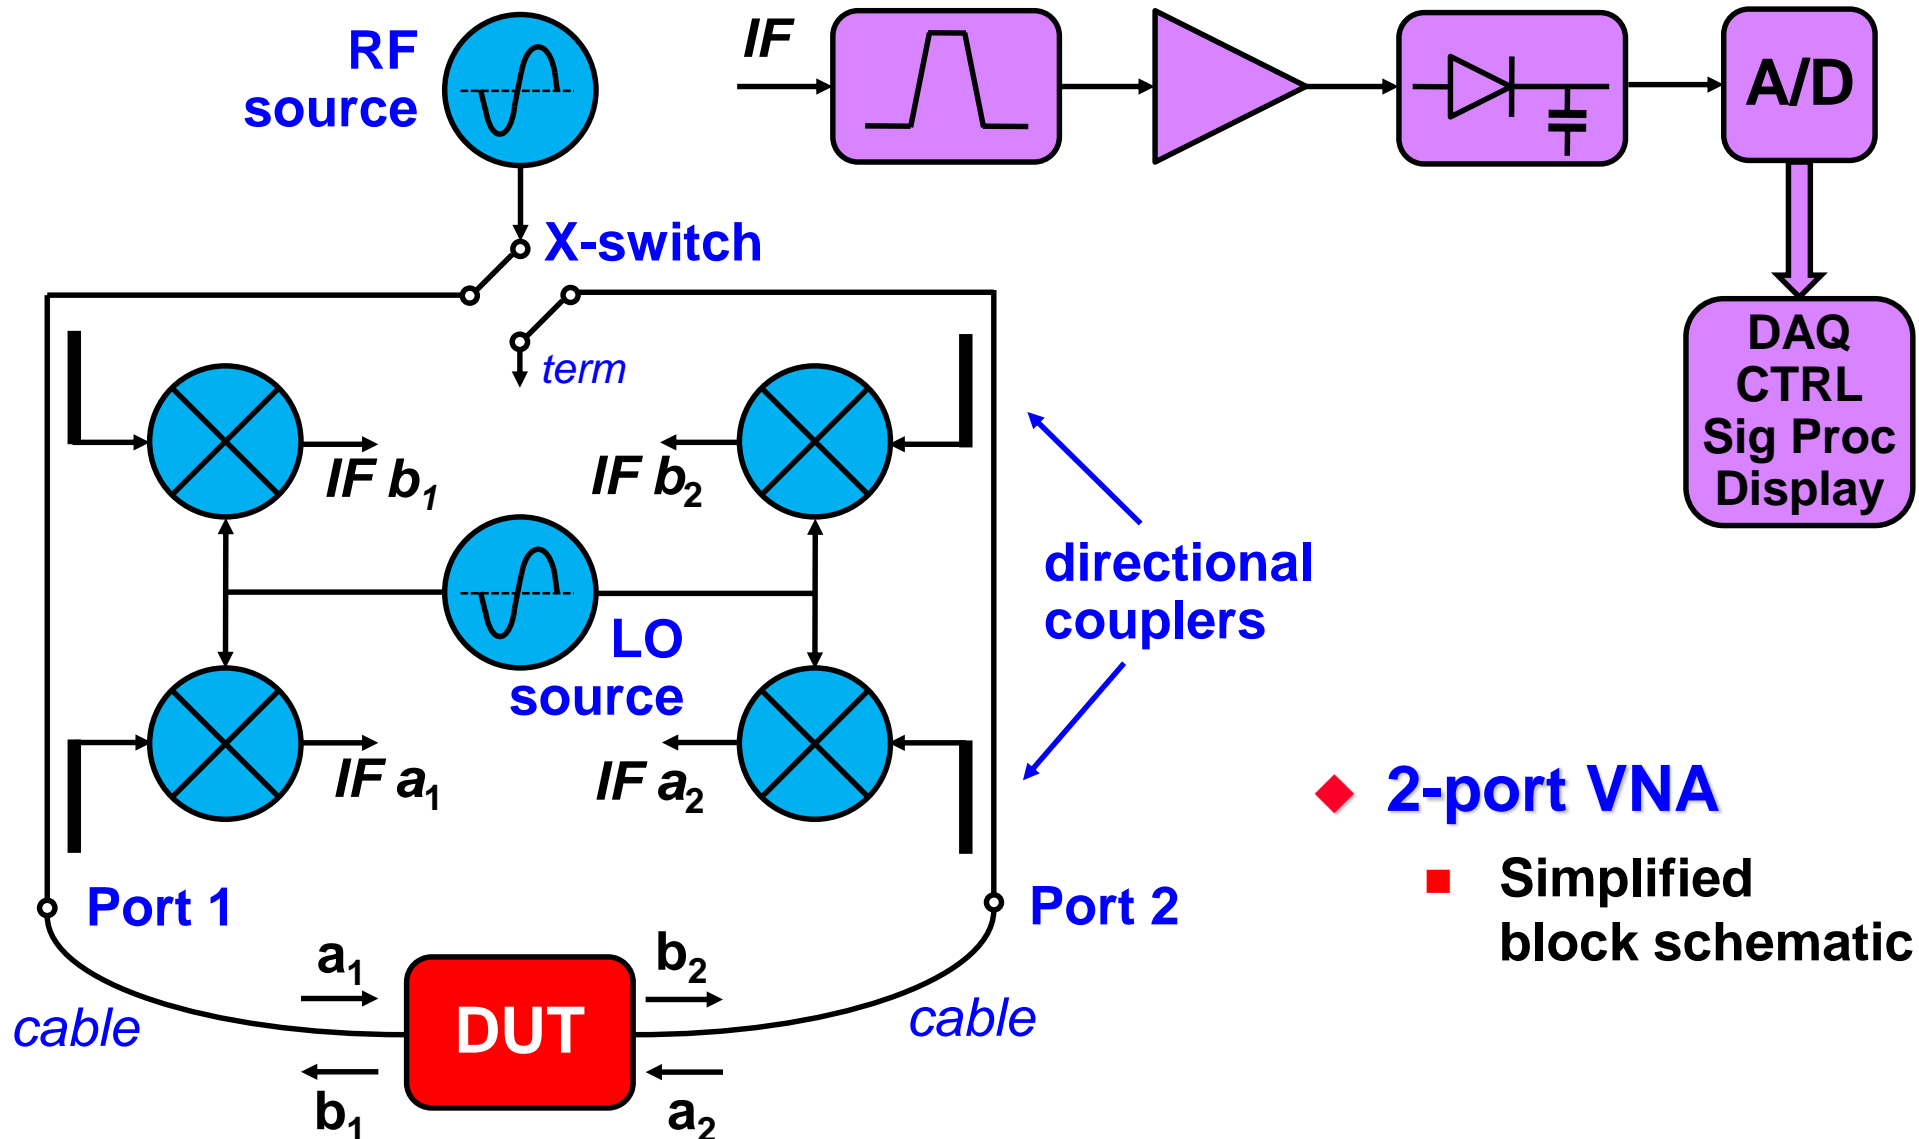 RF
source
IF
A/D
X-switch
term
DAQ
CTRL
Sig Proc
Display
IF b₁
IF b₂
directional
couplers
LO
source
IF a₁
IF a₂
2-port VNA
Simplified
block schematic
Port 1
Port 2
a₁
b₂
cable
DUT
cable
b₁
a₂